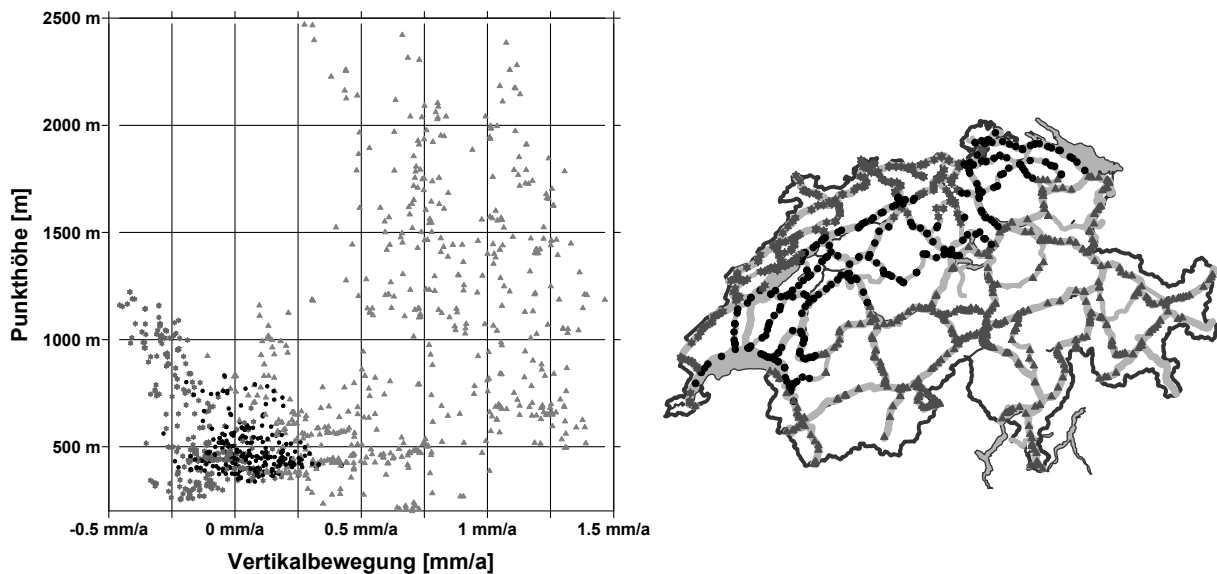 2500 m
2000 m
1500 m
1000 m
500 m
Punkthöhe [m]
-0.5 mm/a
0 mm/a
0.5 mm/a
1 mm/a
1.5 mm/a
Vertikalbewegung [mm/a]